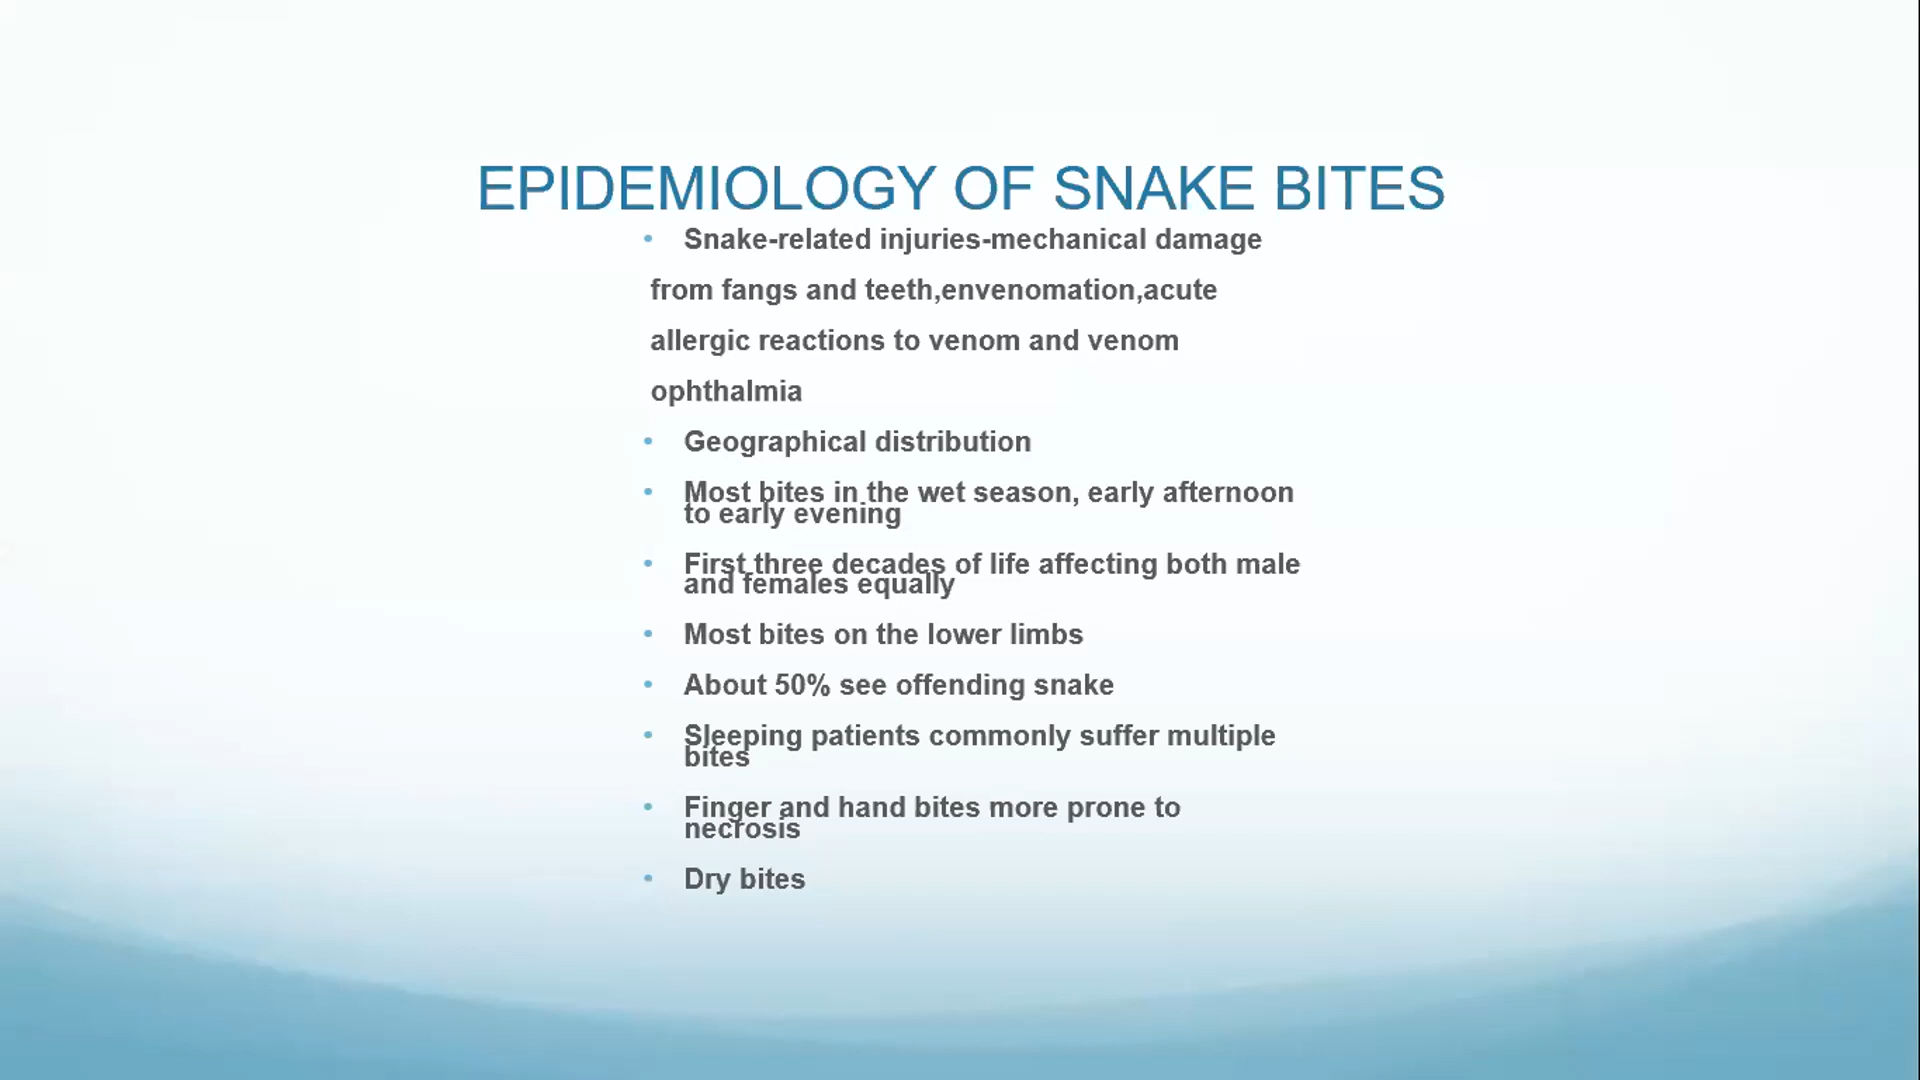 EPIDEMIOLOGY OF SNAKE BITES
• Snake-related injuries-mechanical damage
from fangs and teeth,envenomation,acute
allergic reactions to venom and venom
ophthalmia
• Geographical distribution
• Most bites in the wet season, early afternoon
to early evening
• First three decades of life affecting both male
and females equally
• Most bites on the lower limbs
• About 50% see offending snake
• Sleeping patients commonly suffer multiple
bites
• Finger and hand bites more prone to
necrosis
• Dry bites